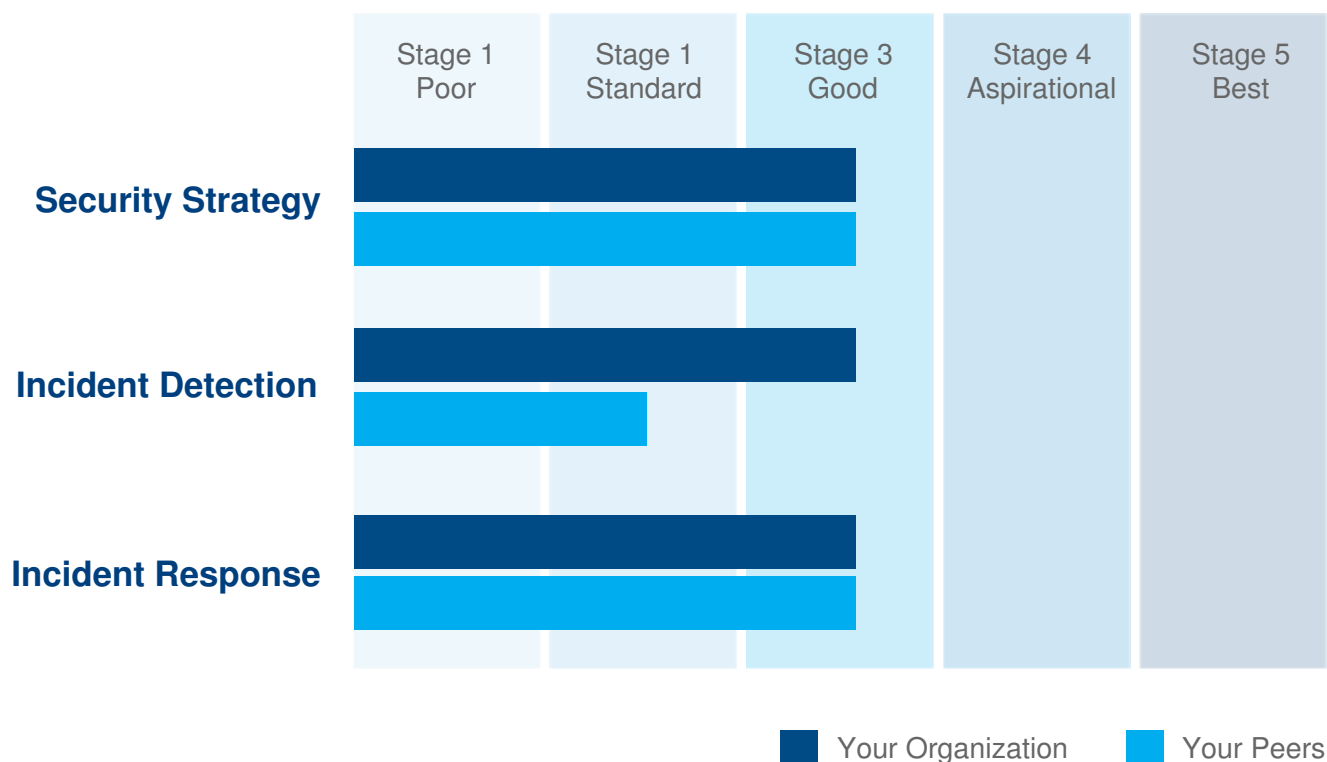 Stage 1
Poor
Stage 1
Standard
Stage 3
Good
Stage 4
Aspirational
Stage 5
Best
Security Strategy
Incident Detection
Incident Response
Your Organization
Your Peers